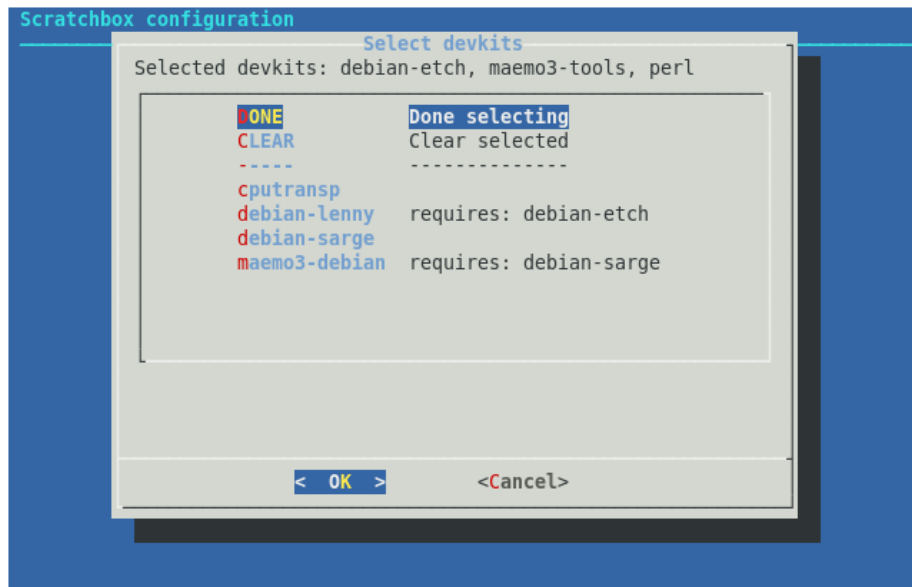 Scratchbox configuration
Select devkits
Selected devkits: debian-etch, maemo3-tools, perl
DONE Done selecting
CLEAR Clear selected
----- --------------
cputransp
debian-lenny requires: debian-etch
debian-sarge
maemo3-debian requires: debian-sarge
< OK > <Cancel>